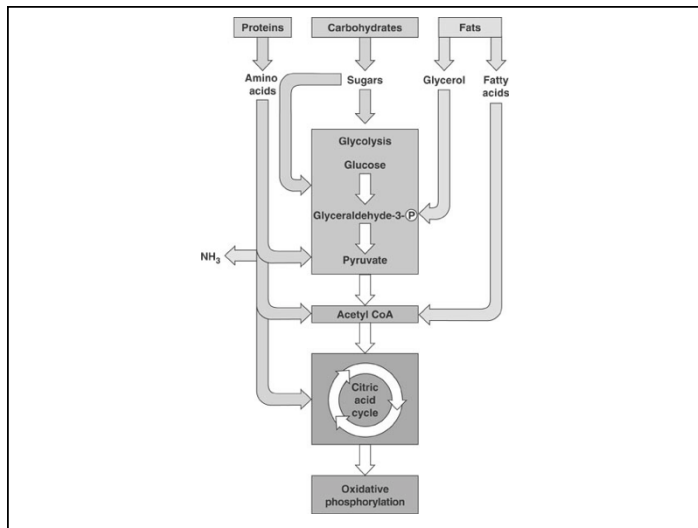 Proteins
Carbohydrates
Fats
Amino
acids
Sugars
Glycerol
Fatty
acids
Glycolysis
Glucose
Glyceraldehyde-3-P
NH3
Pyruvate
Acetyl CoA
Citric
acid
cycle
Oxidative
phosphorylation